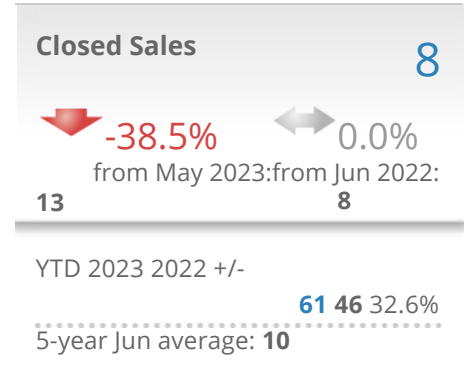 Closed Sales 8
-38.5% 0.0%
from May 2023:from Jun 2022:
13 8
YTD 2023 2022 +/-
61 46 32.6%
5-year Jun average: 10